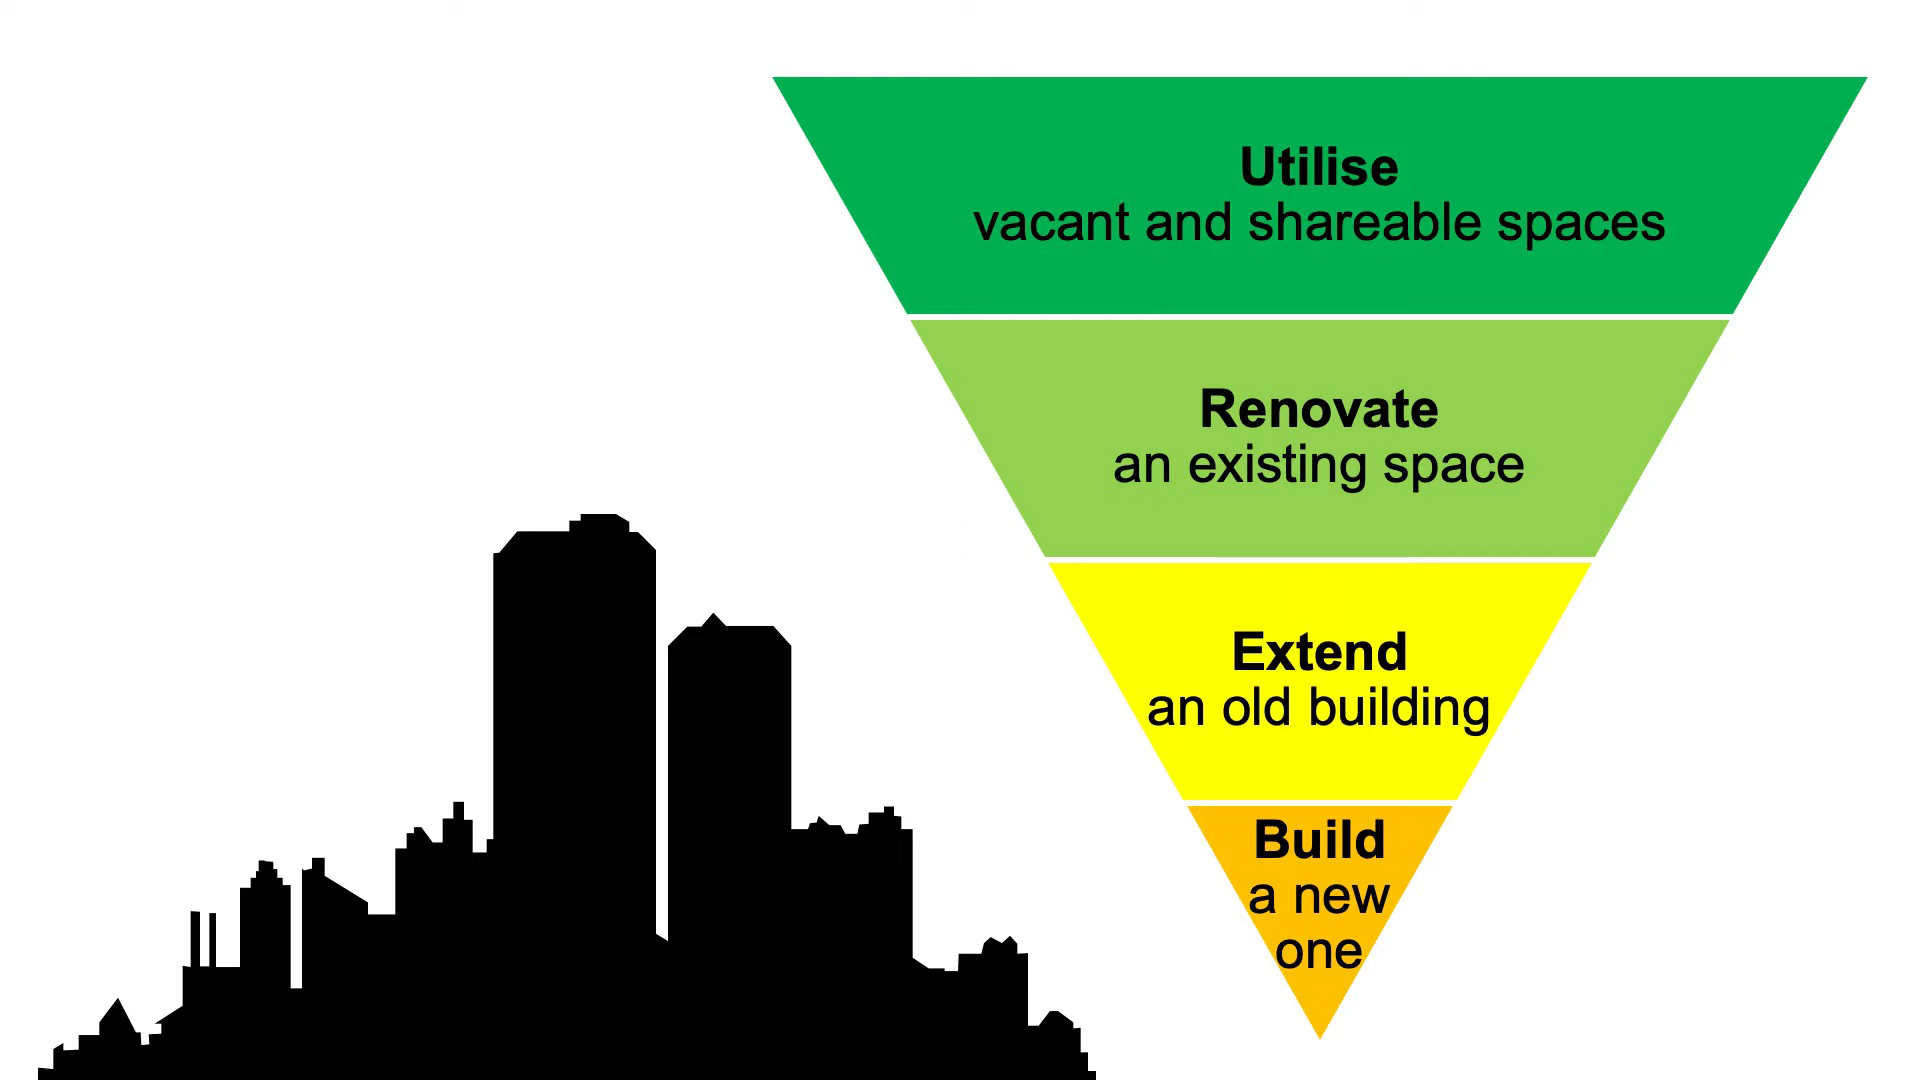 Utilise
vacant and shareable spaces
Renovate
an existing space
Extend
an old building
Build
a new
one